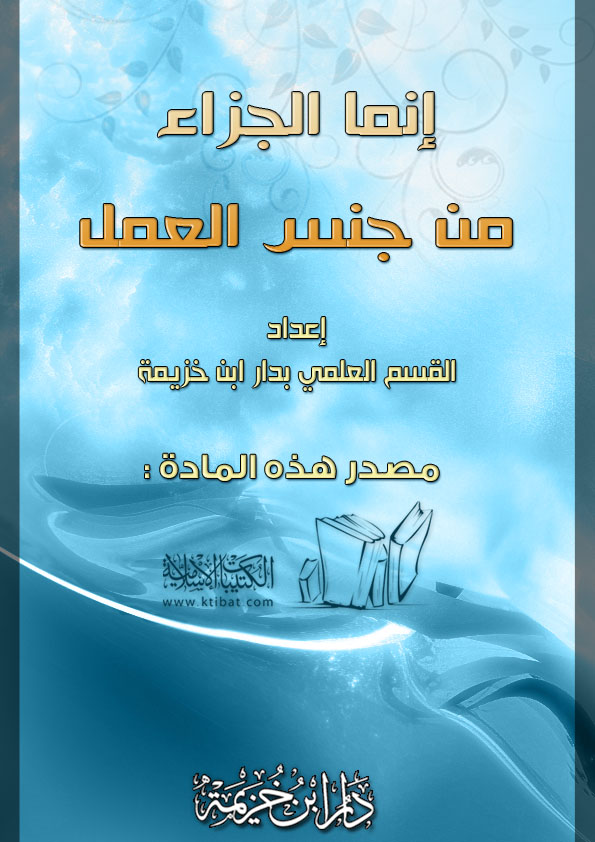 إنما الجزاء
من جنس العمل
إعداد
القسم العلمي بدار ابن خزيمة
مصدر هذه المادة :
الكتيبات الإسلامية
www.ktibat.com
دار ابن خزيمة